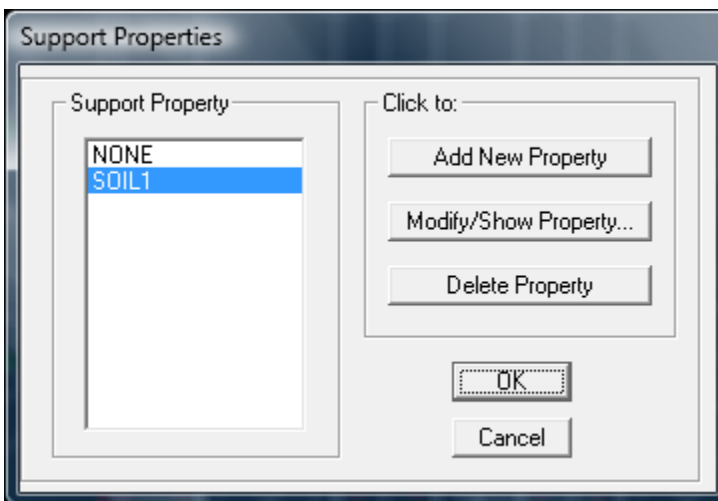 Support Properties
Support Property
NONE
SOIL1
Click to:
Add New Property
Modify/Show Property...
Delete Property
OK
Cancel